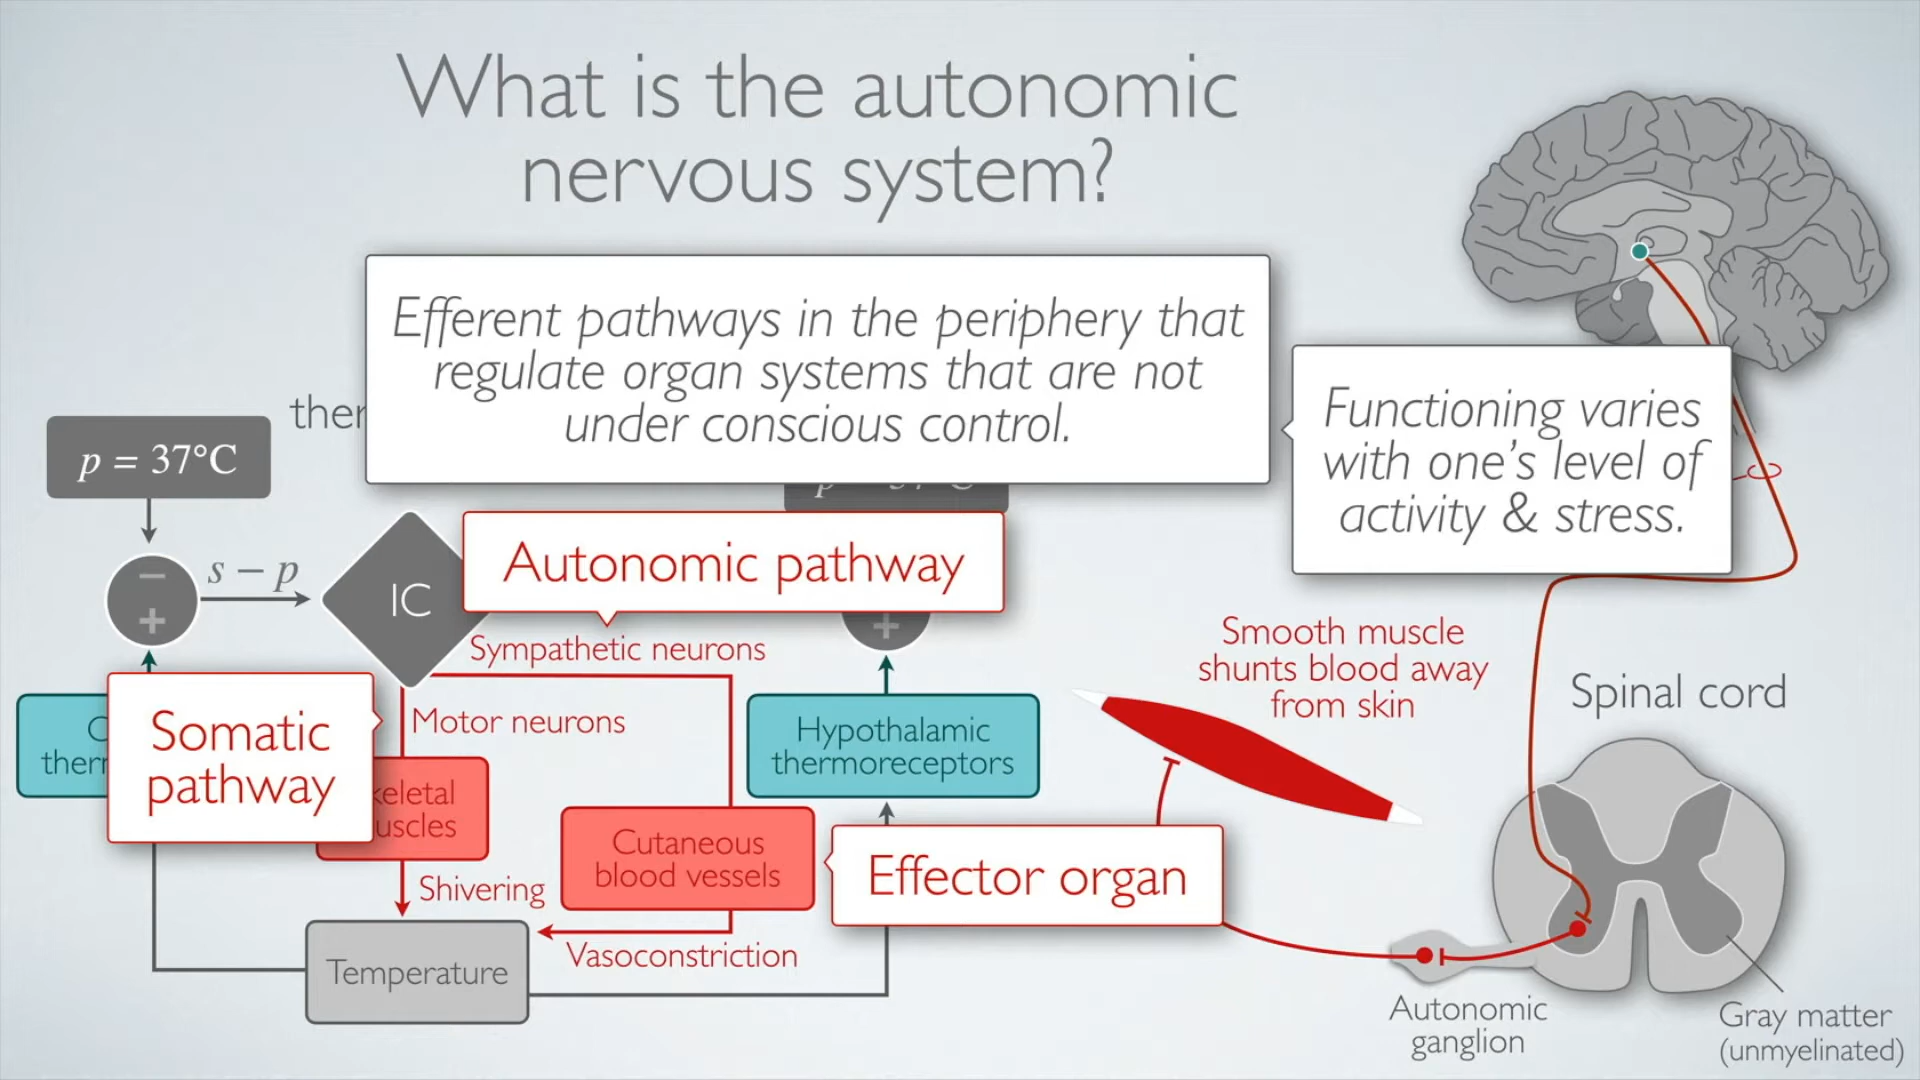 What is the autonomic
nervous system?
Efferent pathways in the periphery that
regulate organ systems that are not
under conscious control.
Functioning varies
with one's level of
activity & stress.
p = 37°C
s – p
IC
Autonomic pathway
Sympathetic neurons
Motor neurons
Somatic
pathway
Hypothalamic
thermoreceptors
Cutaneous
blood vessels
Effector organ
Shivering
Vasoconstriction
Temperature
Smooth muscle
shunts blood away
from skin
Spinal cord
Autonomic
ganglion
Gray matter
(unmyelinated)